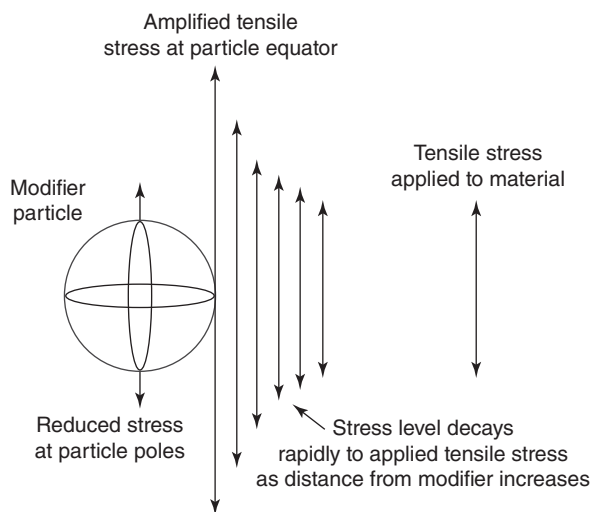 Amplified tensile
stress at particle equator
Tensile stress
applied to material
Modifier
particle
Reduced stress
at particle poles
Stress level decays
rapidly to applied tensile stress
as distance from modifier increases